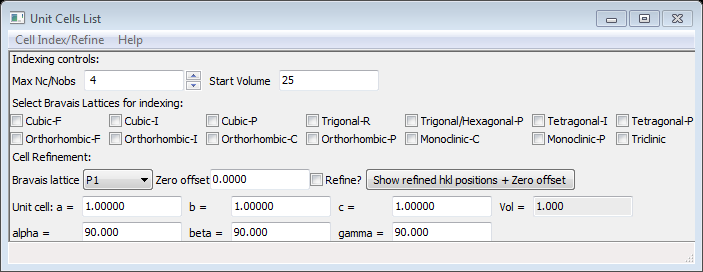 Unit Cells List
Cell Index/Refine Help
Indexing controls:
Max Nc/Nobs 4 Start Volume 25
Select Bravais Lattices for indexing:
Cubic-F Cubic-I Cubic-P Trigonal-R Trigonal/Hexagonal-P Tetragonal-I Tetragonal-P
Orthorhombic-F Orthorhombic-I Orthorhombic-C Orthorhombic-P Monoclinic-C Monoclinic-P Triclinic
Cell Refinement:
Bravais lattice P1 Zero offset 0.0000 Refine? Show refined hkl positions + Zero offset
Unit cell: a = 1.00000 b = 1.00000 c = 1.00000 Vol = 1.000
alpha = 90.000 beta = 90.000 gamma = 90.000